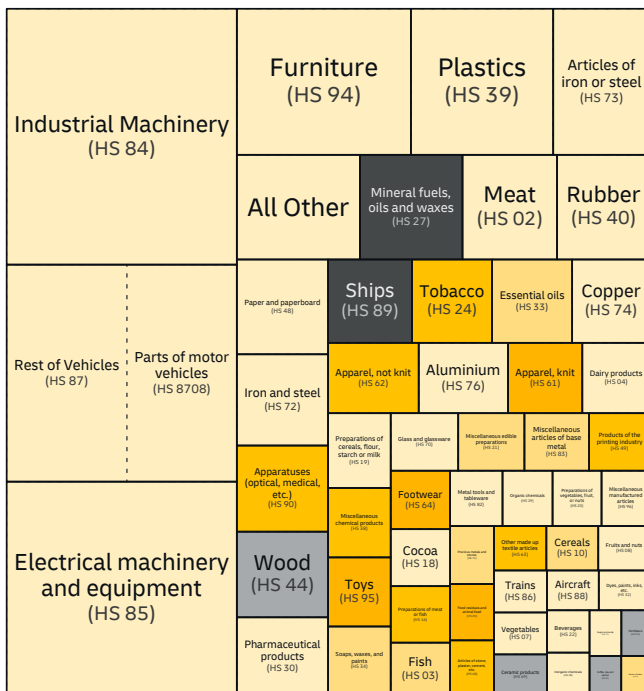 Industrial Machinery
(HS 84)
Furniture
(HS 94)
Plastics
(HS 39)
Articles of
iron or steel
(HS 73)
All Other
Mineral fuels,
oils and waxes
(HS 27)
Meat
(HS 02)
Rubber
(HS 40)
Rest of Vehicles
(HS 87)
Parts of motor
vehicles
(HS 8708)
Paper and paperboard
(HS 48)
Ships
(HS 89)
Tobacco
(HS 24)
Essential oils
(HS 33)
Copper
(HS 74)
Iron and steel
(HS 72)
Apparel, not knit
(HS 62)
Aluminium
(HS 76)
Apparel, knit
(HS 61)
Dairy products
(HS 04)
Preparations of
cereals, flour,
starch or milk
(HS 19)
Glass and glassware
(HS 70)
Miscellaneous edible
preparations
(HS 21)
Miscellaneous
articles of base
metal
(HS 83)
Products of the
printing industry
(HS 49)
Apparatuses
(optical, medical,
etc.)
(HS 90)
Miscellaneous
chemical products
(HS 38)
Footwear
(HS 64)
Metal tools and
tableware
(HS 82)
Organic chemicals
(HS 29)
Preparations of
vegetables, fruit,
or nuts
(HS 20)
Miscellaneous
manufactured
articles
(HS 96)
Electrical machinery
and equipment
(HS 85)
Wood
(HS 44)
Cocoa
(HS 18)
Other made up
textile articles
(HS 63)
Cereals
(HS 10)
Fruits and nuts
(HS 08)
Toys
(HS 95)
Trains
(HS 86)
Aircraft
(HS 88)
Dyes, paints, inks,
etc.
(HS 32)
Preparations of meat
or fish
(HS 16)
Pharmaceutical
products
(HS 30)
Soaps, waxes, and
paints
(HS 34)
Fish
(HS 03)
Vegetables
(HS 07)
Beverages
(HS 22)
Ceramic products
(HS 69)